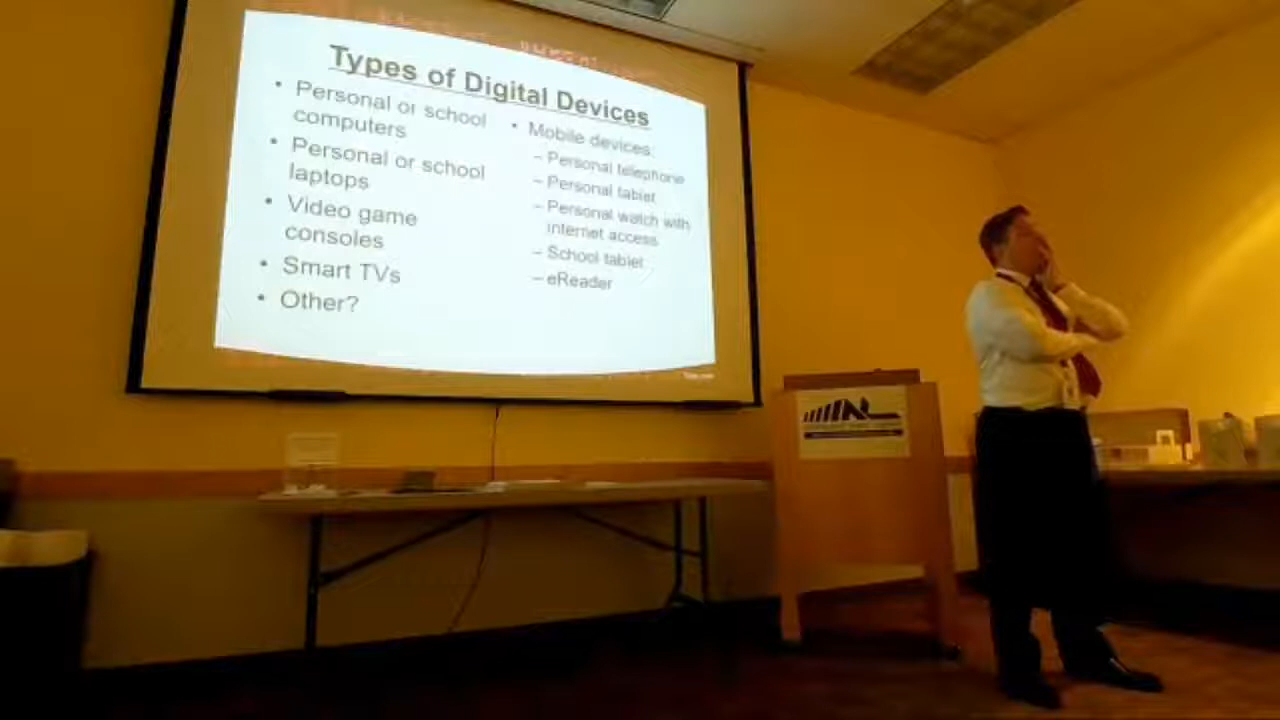 Types of Digital Devices
• Personal or school
computers
• Personal or school
laptops
• Video game
consoles
• Smart TVs
• Other?
• Mobile devices:
– Personal telephone
– Personal tablet
– Personal watch with
internet access
– School tablet
– eReader